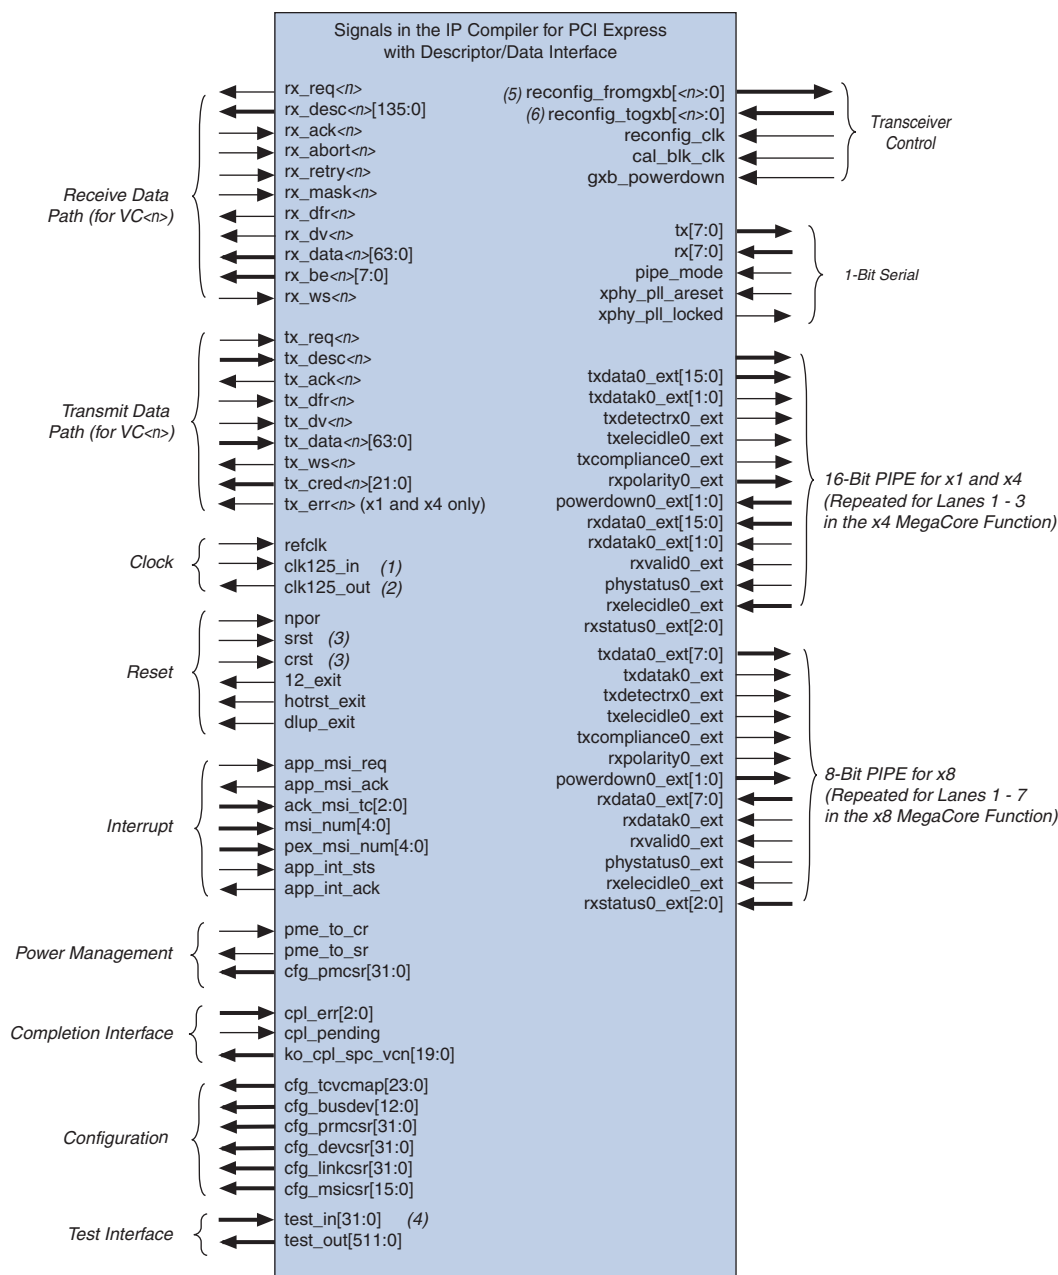 Signals in the IP Compiler for PCI Express
with Descriptor/Data Interface
Receive Data
Path (for VC<n>)
rx_req<n>
rx_desc<n>[135:0]
rx_ack<n>
rx_abort<n>
rx_retry<n>
rx_mask<n>
rx_dfr<n>
rx_dv<n>
rx_data<n>[63:0]
rx_be<n>[7:0]
rx_ws<n>
Transmit Data
Path (for VC<n>)
tx_req<n>
tx_desc<n>
tx_ack<n>
tx_dfr<n>
tx_dv<n>
tx_data<n>[63:0]
tx_ws<n>
tx_cred<n>[21:0]
tx_err<n> (x1 and x4 only)
Clock
refclk
clk125_in (1)
clk125_out (2)
Reset
npor
srst (3)
crst (3)
12_exit
hotrst_exit
dlup_exit
Interrupt
app_msi_req
app_msi_ack
ack_msi_tc[2:0]
msi_num[4:0]
pex_msi_num[4:0]
app_int_sts
app_int_ack
Power Management
pme_to_cr
pme_to_sr
cfg_pmcsr[31:0]
Completion Interface
cpl_err[2:0]
cpl_pending
ko_cpl_spc_vcn[19:0]
Configuration
cfg_tcvcmap[23:0]
cfg_busdev[12:0]
cfg_prmcsr[31:0]
cfg_devcsr[31:0]
cfg_linkcsr[31:0]
cfg_msicsr[15:0]
Test Interface
test_in[31:0] (4)
test_out[511:0]
(5) reconfig_fromgxb[<n>:0]
(6) reconfig_togxb[<n>:0]
reconfig_clk
cal_blk_clk
gxb_powerdown
Transceiver
Control
tx[7:0]
rx[7:0]
pipe_mode
xphy_pll_areset
xphy_pll_locked
1-Bit Serial
txdata0_ext[15:0]
txdatak0_ext[1:0]
txdetectrx0_ext
txelecidle0_ext
txcompliance0_ext
rxpolarity0_ext
powerdown0_ext[1:0]
rxdata0_ext[15:0]
rxdatak0_ext[1:0]
rxvalid0_ext
phystatus0_ext
rxelecidle0_ext
rxstatus0_ext[2:0]
16-Bit PIPE for x1 and x4
(Repeated for Lanes 1 - 3
in the x4 MegaCore Function)
txdata0_ext[7:0]
txdatak0_ext
txdetectrx0_ext
txelecidle0_ext
txcompliance0_ext
rxpolarity0_ext
powerdown0_ext[1:0]
rxdata0_ext[7:0]
rxdatak0_ext
rxvalid0_ext
phystatus0_ext
rxelecidle0_ext
rxstatus0_ext[2:0]
8-Bit PIPE for x8
(Repeated for Lanes 1 - 7
in the x8 MegaCore Function)